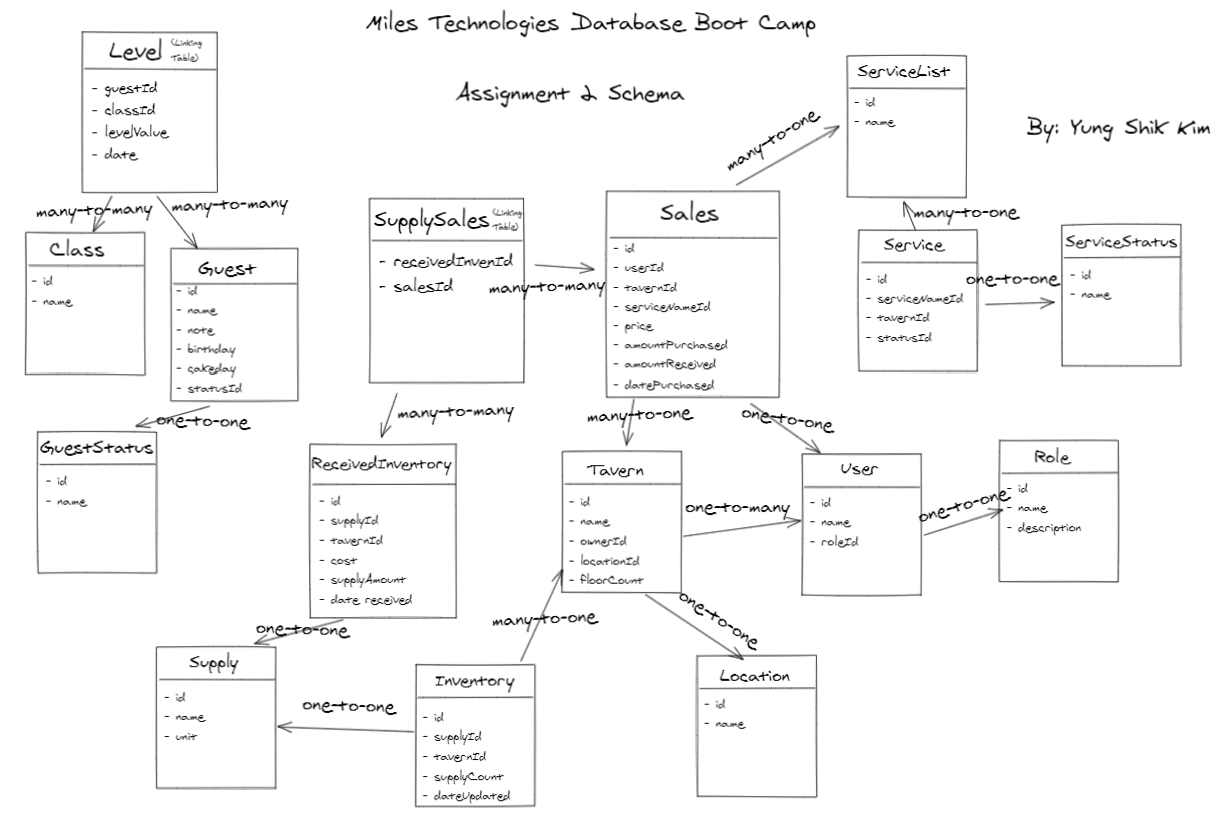 Miles Technologies Database Boot Camp
Assignment 2 Schema
By: Yung Shik Kim
Level (Linking
Table)
- guestId
- classId
- levelValue
- date
many-to-many
many-to-many
Class
- id
- name
Guest
- id
- name
- note
- birthday
- cakeday
- statusId
one-to-one
GuestStatus
- id
- name
SupplySales (Linking
Table)
- receivedInvenId
- salesId
many-to-many
many-to-many
Sales
- id
- userId
- tavernId
- serviceNameId
- price
- amountPurchased
- amountReceived
- datePurchased
many-to-one
many-to-one
one-to-one
ServiceList
- id
- name
many-to-one
Service
- id
- serviceNameId
- tavernId
- statusId
one-to-one
ServiceStatus
- id
- name
ReceivedInventory
- id
- supplyId
- tavernId
- cost
- supplyAmount
- date received
one-to-one
Tavern
- id
- name
- ownerId
- locationId
- floorCount
one-to-many
one-to-one
User
- id
- name
- roleId
one-to-one
Role
- id
- name
- description
Supply
- id
- name
- unit
one-to-one
Inventory
- id
- supplyId
- tavernId
- supplyCount
- dateUpdated
many-to-one
Location
- id
- name